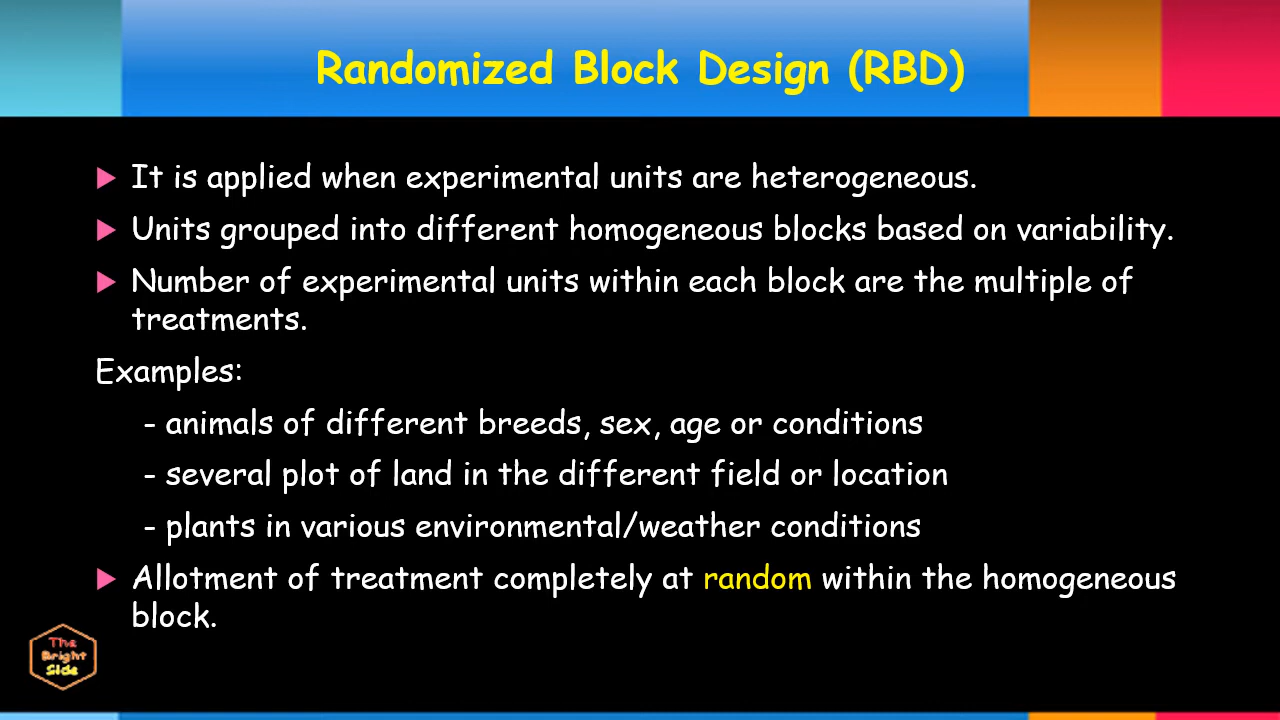 Randomized Block Design (RBD)
It is applied when experimental units are heterogeneous.
Units grouped into different homogeneous blocks based on variability.
Number of experimental units within each block are the multiple of
treatments.
Examples:
- animals of different breeds, sex, age or conditions
- several plot of land in the different field or location
- plants in various environmental/weather conditions
Allotment of treatment completely at random within the homogeneous
block.
The
Bright
Side